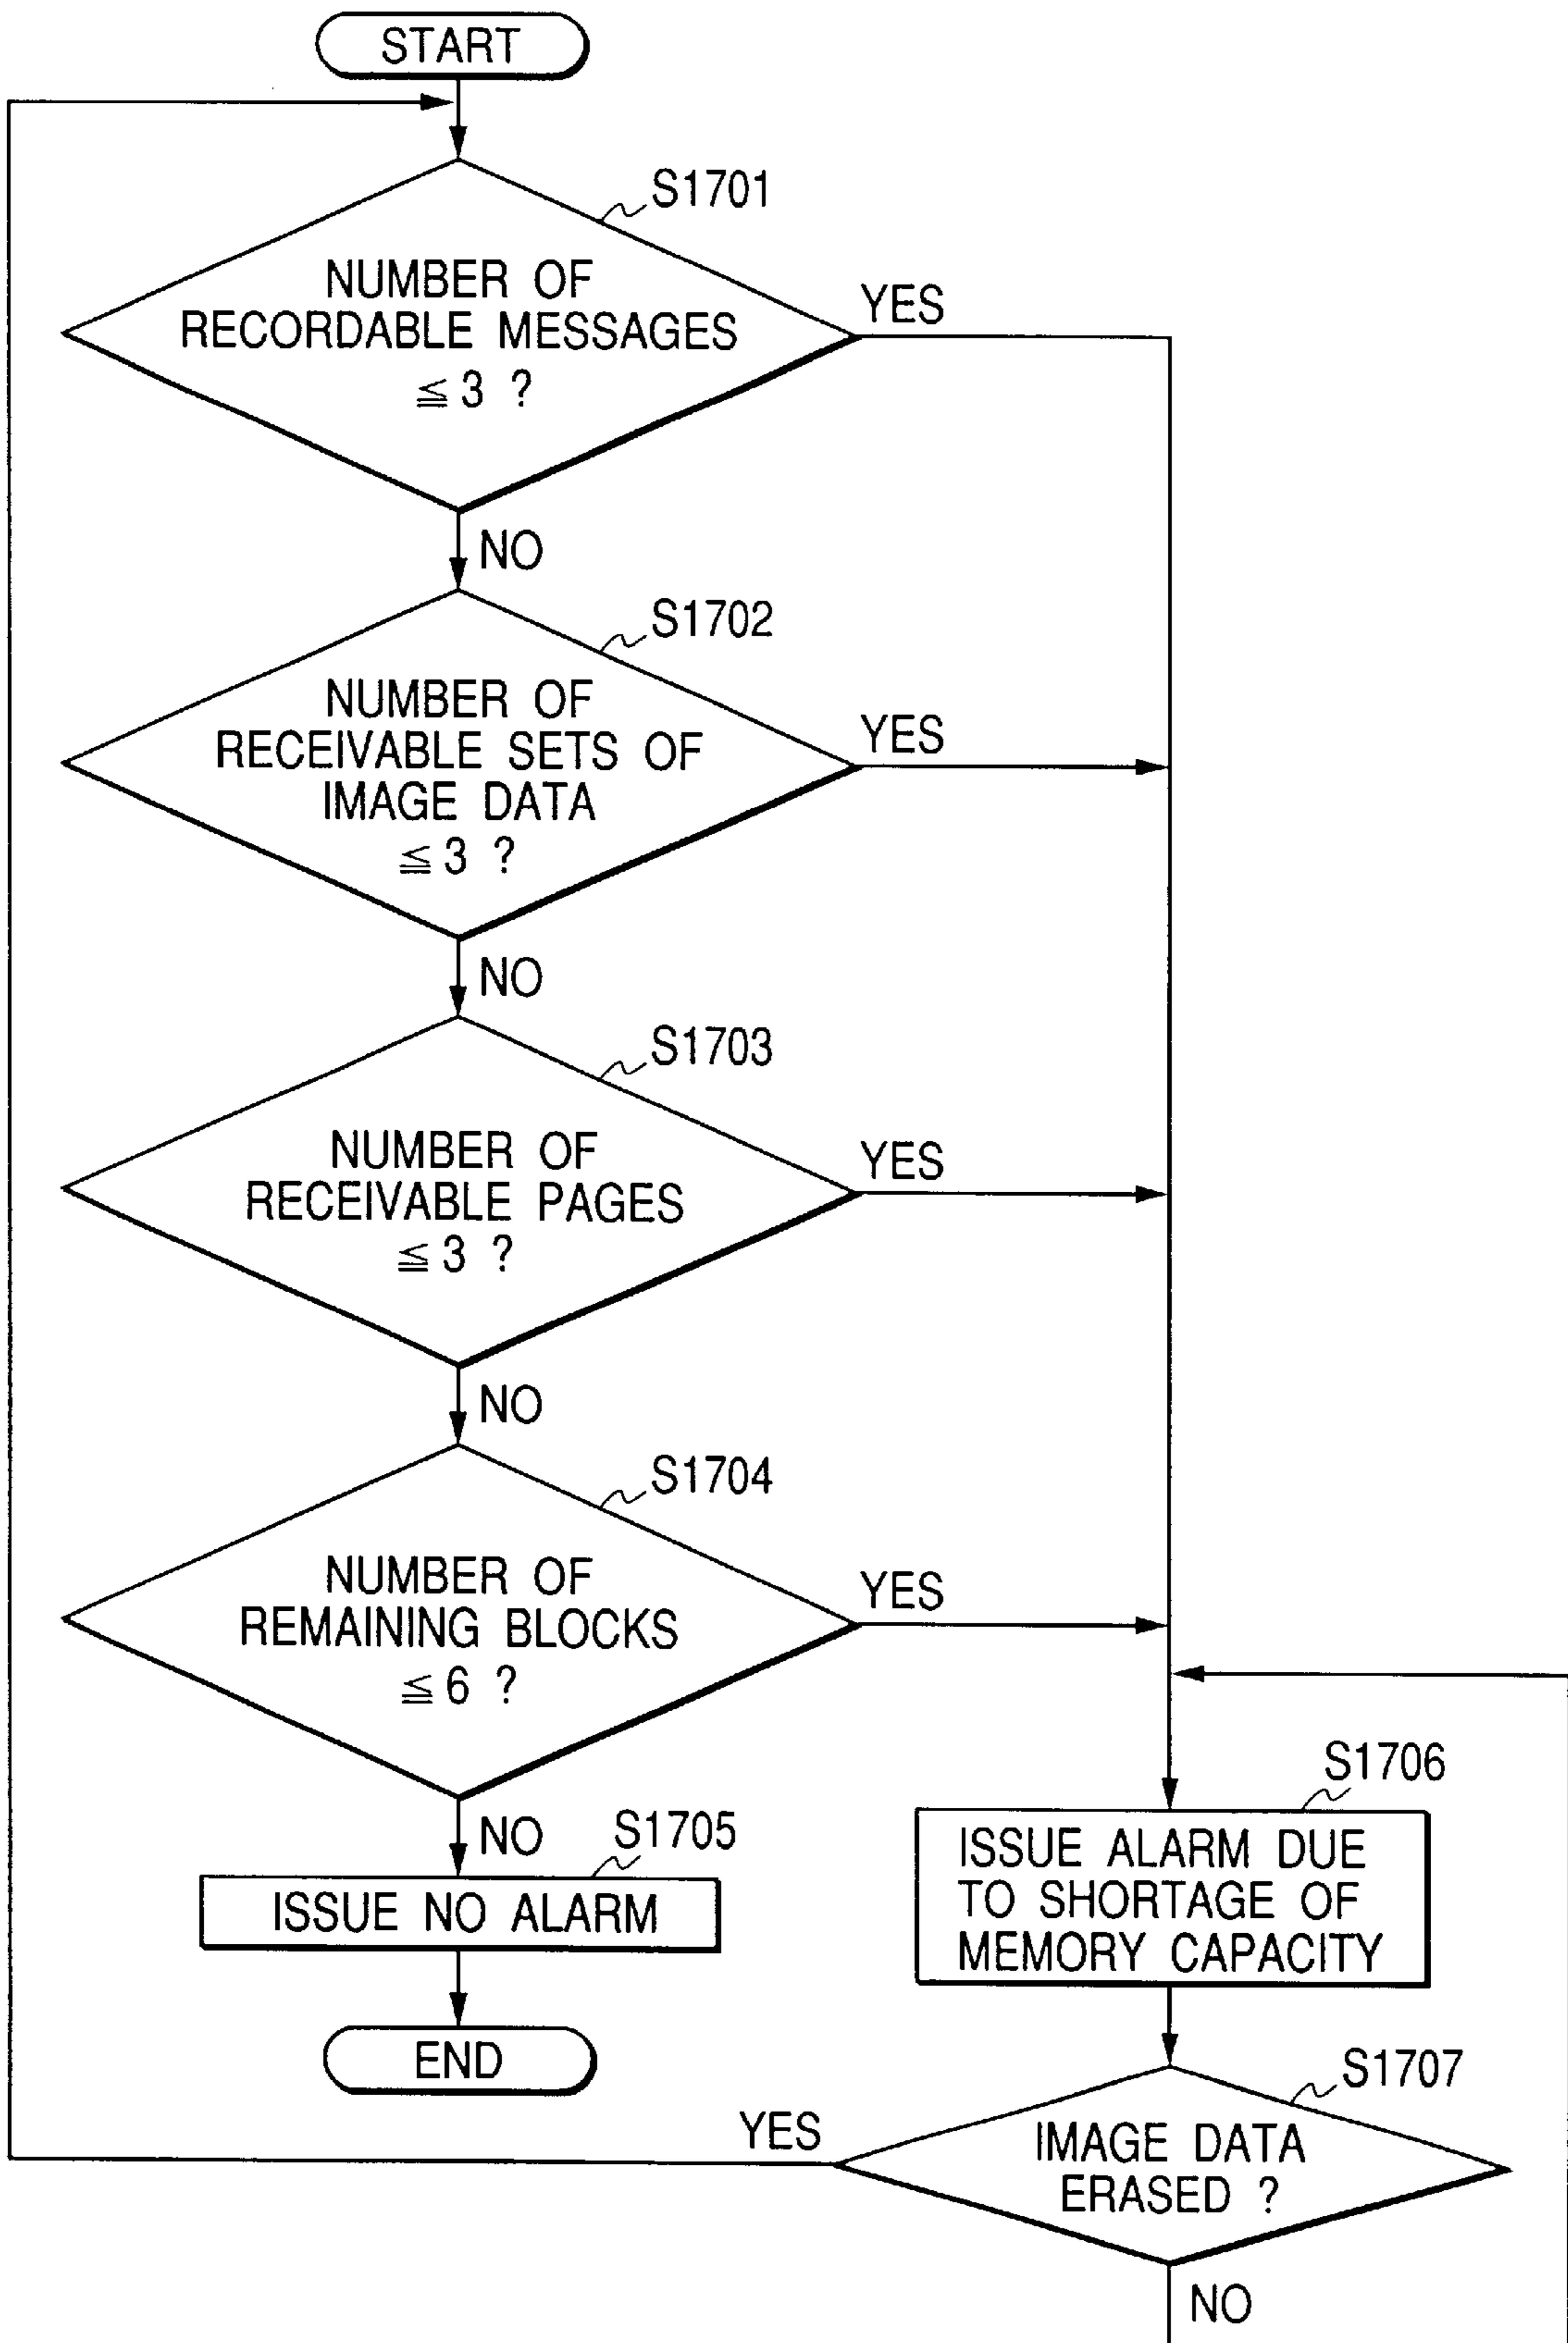 START
S1701
NUMBER OF
RECORDABLE MESSAGES
≦ 3 ?
YES
NO
S1702
NUMBER OF
RECEIVABLE SETS OF
IMAGE DATA
≦ 3 ?
YES
NO
S1703
NUMBER OF
RECEIVABLE PAGES
≦ 3 ?
YES
NO
S1704
NUMBER OF
REMAINING BLOCKS
≦ 6 ?
YES
NO
S1705
ISSUE NO ALARM
END
S1706
ISSUE ALARM DUE
TO SHORTAGE OF
MEMORY CAPACITY
S1707
IMAGE DATA
ERASED ?
YES
NO